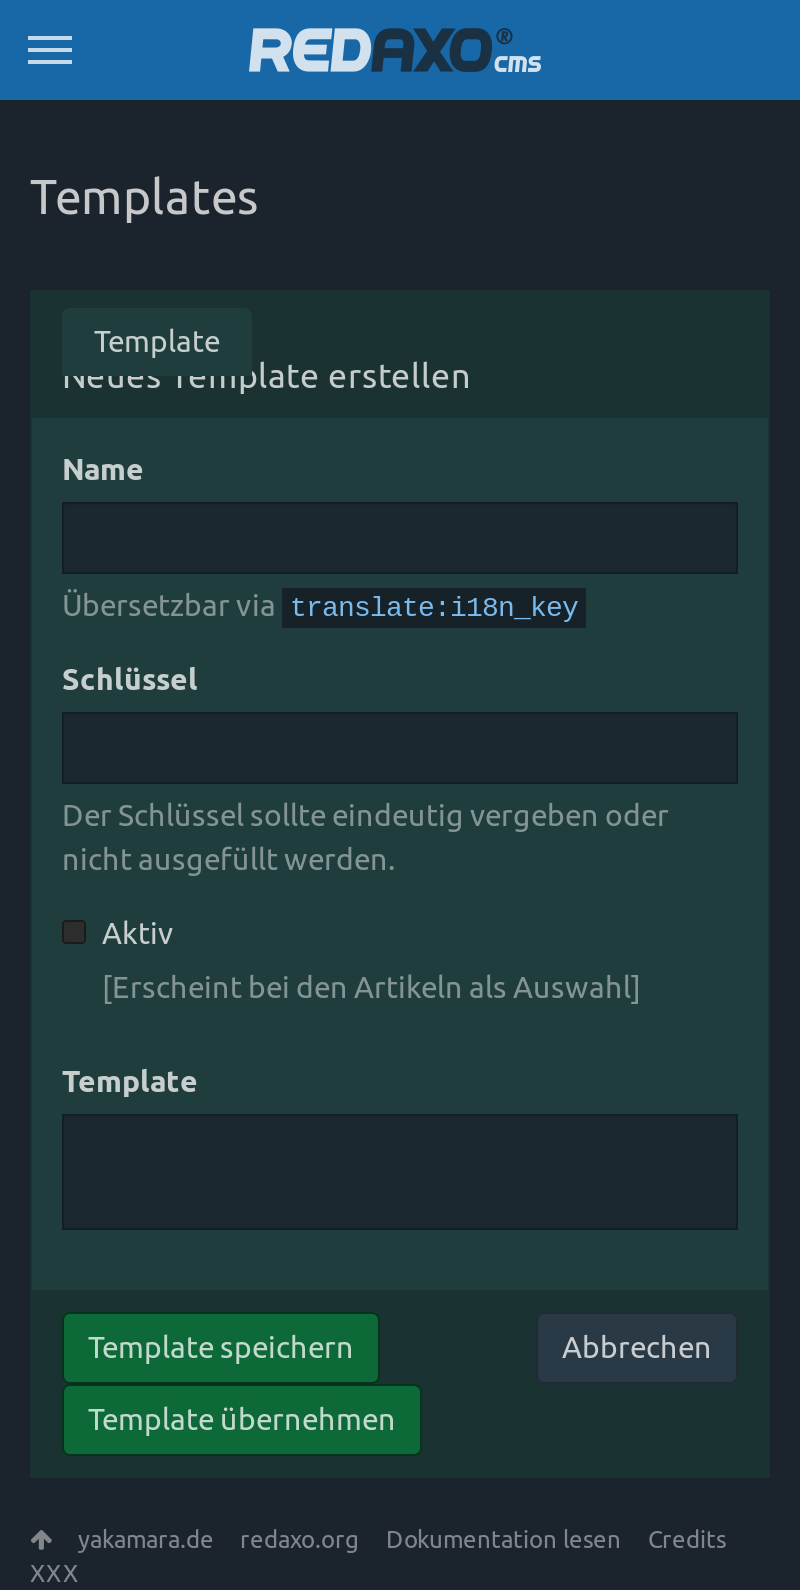 REDAXO® cms
Templates
Template
Neues Template erstellen
Name
Übersetzbar via translate:i18n_key
Schlüssel
Der Schlüssel sollte eindeutig vergeben oder
nicht ausgefüllt werden.
Aktiv
[Erscheint bei den Artikeln als Auswahl]
Template
Template speichern Abbrechen
Template übernehmen
yakamara.de redaxo.org Dokumentation lesen Credits
XXX